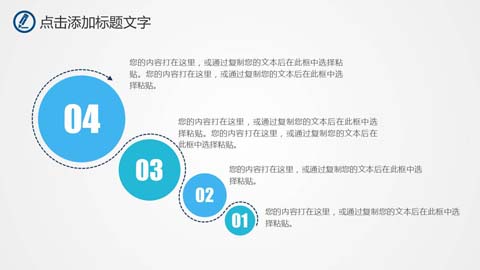 点击添加标题文字
您的内容打在这里，或通过复制您的文本后在此框中选择粘
贴。您的内容打在这里，或通过复制您的文本后在此框中选
择粘贴。
04
您的内容打在这里，或通过复制您的文本后在此框中选
择粘贴。您的内容打在这里，或通过复制您的文本后在
此框中选择粘贴。
03
您的内容打在这里，或通过复制您的文本后在此框中选
择粘贴。
02
您的内容打在这里，或通过复制您的文本后在此框中选
择粘贴。
01